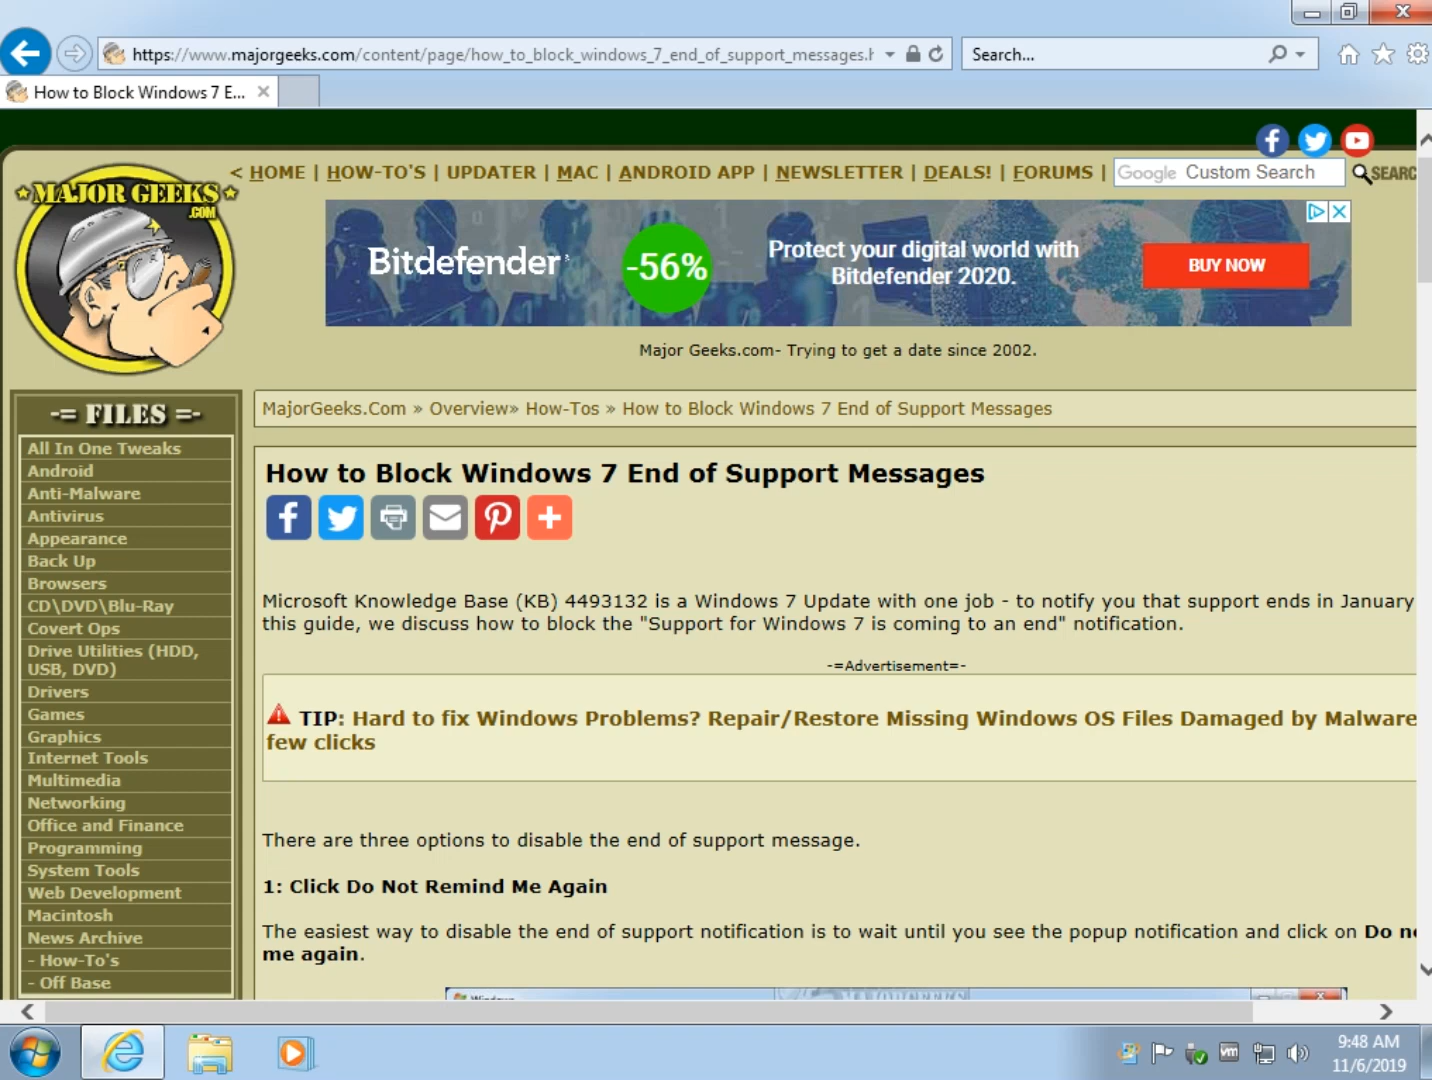 https://www.majorgeeks.com/content/page/how_to_block_windows_7_end_of_support_messages.h
Search...
How to Block Windows 7 E...
MAJOR GEEKS
.COM
< HOME | HOW-TO'S | UPDATER | MAC | ANDROID APP | NEWSLETTER | DEALS! | FORUMS |
Google Custom Search
SEARC
Bitdefender
-56%
Protect your digital world with
Bitdefender 2020.
BUY NOW
Major Geeks.com- Trying to get a date since 2002.
-= FILES =-
All In One Tweaks
Android
Anti-Malware
Antivirus
Appearance
Back Up
Browsers
CD\DVD\Blu-Ray
Covert Ops
Drive Utilities (HDD,
USB, DVD)
Drivers
Games
Graphics
Internet Tools
Multimedia
Networking
Office and Finance
Programming
System Tools
Web Development
Macintosh
News Archive
- How-To's
- Off Base
MajorGeeks.Com » Overview» How-Tos » How to Block Windows 7 End of Support Messages
How to Block Windows 7 End of Support Messages
Microsoft Knowledge Base (KB) 4493132 is a Windows 7 Update with one job - to notify you that support ends in January
this guide, we discuss how to block the "Support for Windows 7 is coming to an end" notification.
-=Advertisement=-
TIP: Hard to fix Windows Problems? Repair/Restore Missing Windows OS Files Damaged by Malware
few clicks
There are three options to disable the end of support message.
1: Click Do Not Remind Me Again
The easiest way to disable the end of support notification is to wait until you see the popup notification and click on Do no
me again.
Windows
MAJORGEEKS
vm
9:48 AM
11/6/2019